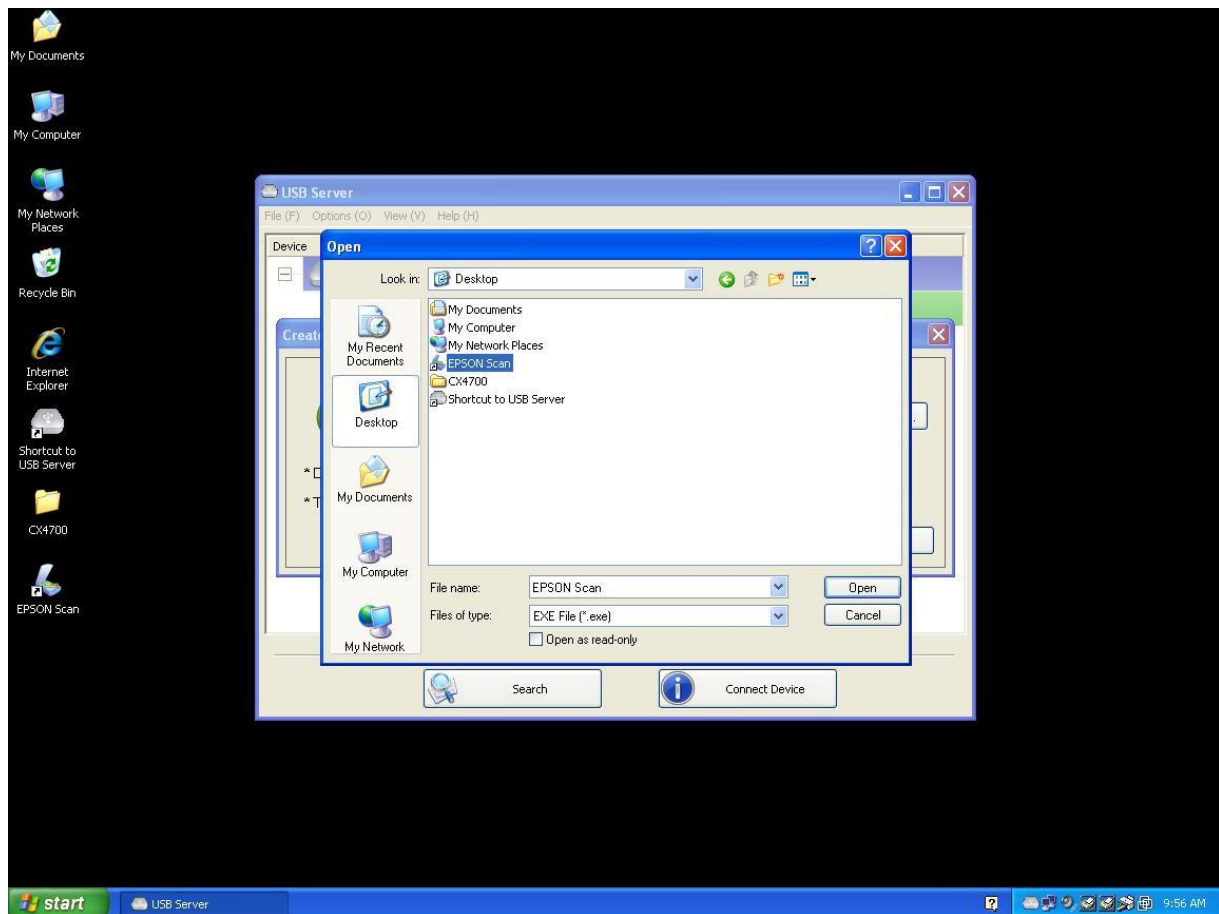 My Documents
My Computer
My Network
Places
Recycle Bin
Internet
Explorer
Shortcut to
USB Server
CX4700
EPSON Scan
USB Server
File (F) Options (O) View (V) Help (H)
Device
Open
Look in: Desktop
My Recent
Documents
Desktop
My Documents
My Computer
My Network
My Documents
My Computer
My Network Places
EPSON Scan
CX4700
Shortcut to USB Server
File name: EPSON Scan Open
Files of type: EXE File (*.exe) Cancel
Open as read-only
Search Connect Device
start USB Server 9:56 AM